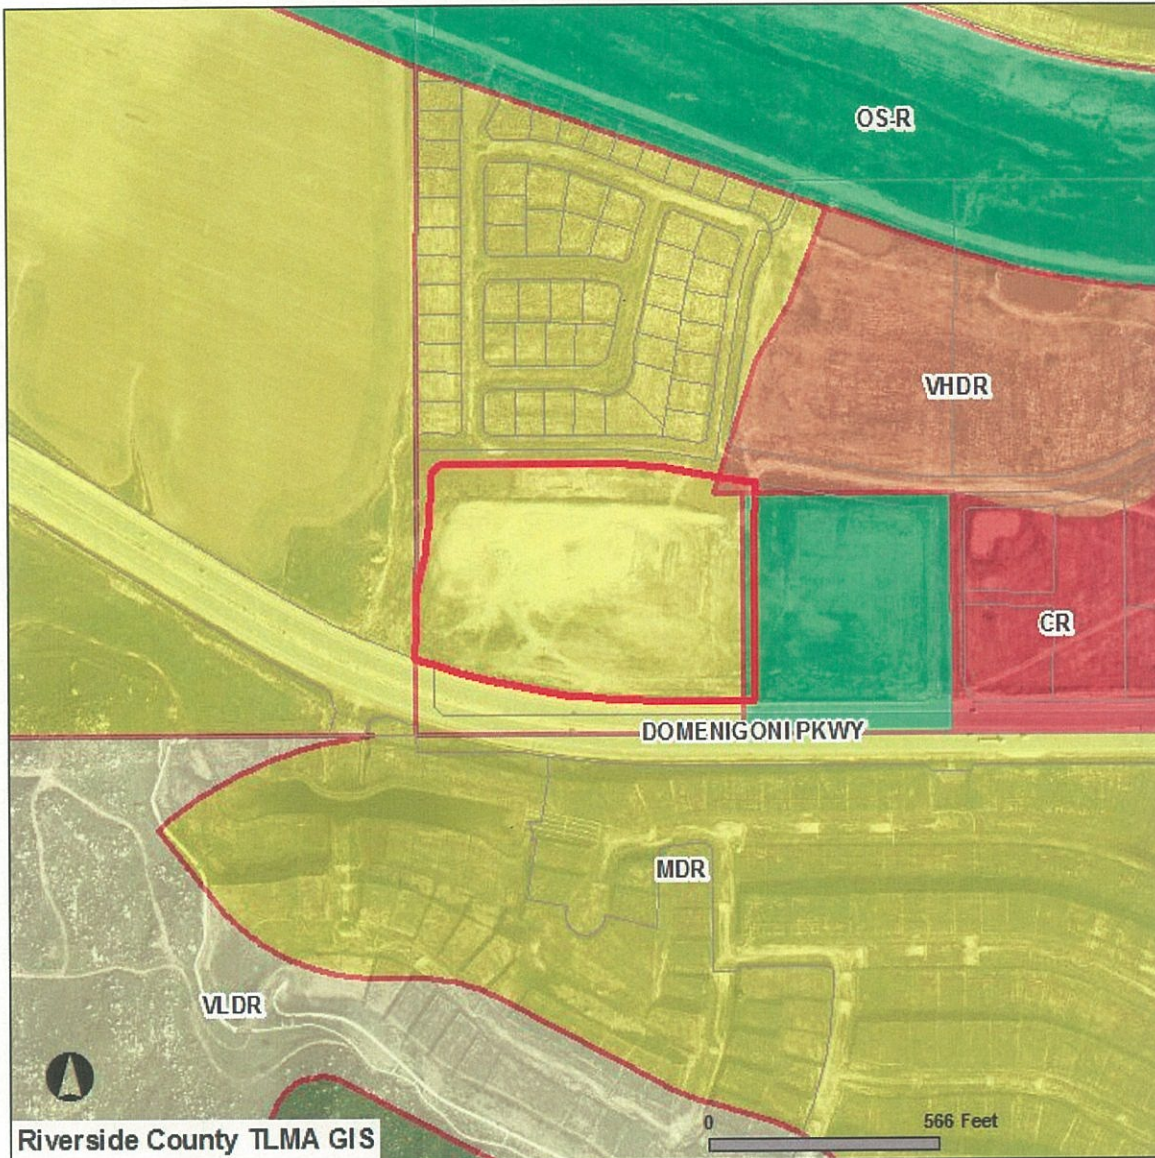 OS-R
VHDR
CR
DOMENIGONI PKWY
MDR
VLDR
0 566 Feet
Riverside County TLMA GIS